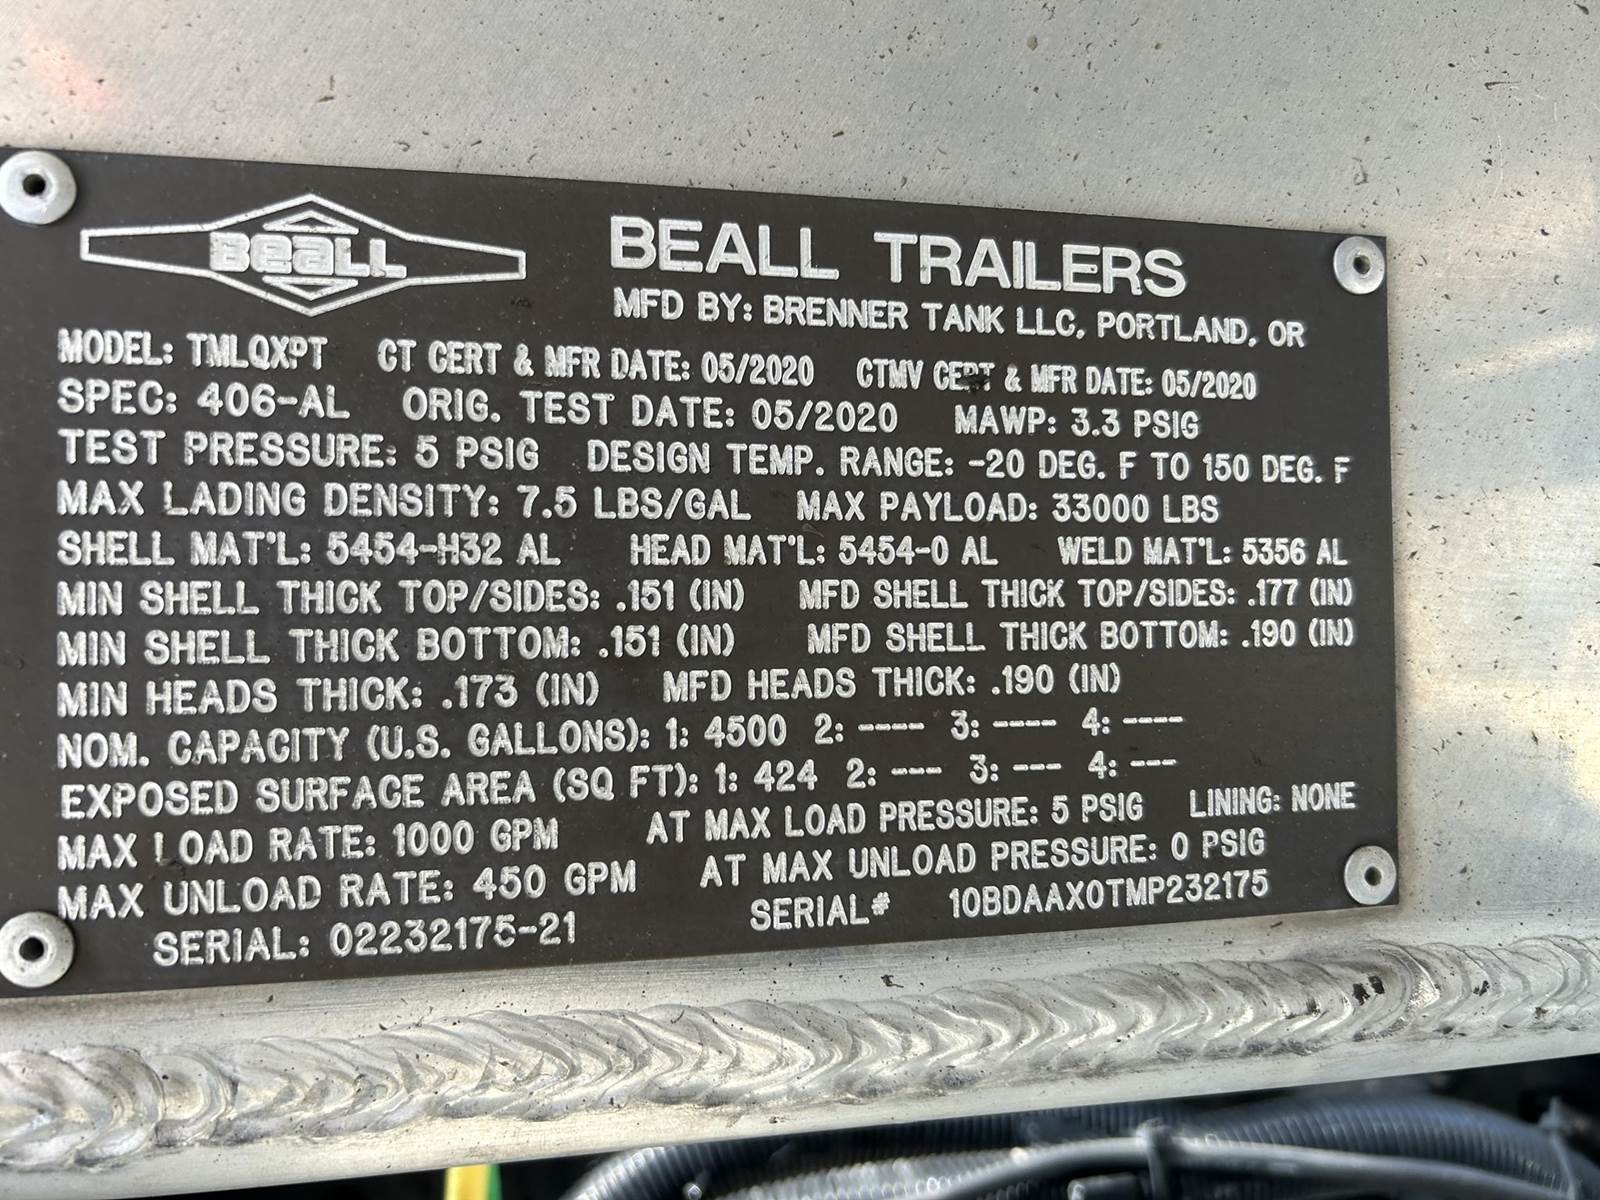 BEALL
BEALL TRAILERS
MFD BY: BRENNER TANK LLC, PORTLAND, OR
MODEL: TMLQXPT CT CERT & MFR DATE: 05/2020 CTMV CERT & MFR DATE: 05/2020
SPEC: 406-AL ORIG. TEST DATE: 05/2020 MAWP: 3.3 PSIG
TEST PRESSURE: 5 PSIG DESIGN TEMP. RANGE: -20 DEG. F TO 150 DEG. F
MAX LADING DENSITY: 7.5 LBS/GAL MAX PAYLOAD: 33000 LBS
SHELL MAT'L: 5454-H32 AL HEAD MAT'L: 5454-0 AL WELD MAT'L: 5356 AL
MIN SHELL THICK TOP/SIDES: .151 (IN) MFD SHELL THICK TOP/SIDES: .177 (IN)
MIN SHELL THICK BOTTOM: .151 (IN) MFD SHELL THICK BOTTOM: .190 (IN)
MIN HEADS THICK: .173 (IN) MFD HEADS THICK: .190 (IN)
NOM. CAPACITY (U.S. GALLONS): 1: 4500 2: ---- 3: ---- 4: ----
EXPOSED SURFACE AREA (SQ FT): 1: 424 2: --- 3: --- 4: ---
MAX LOAD RATE: 1000 GPM AT MAX LOAD PRESSURE: 5 PSIG LINING: NONE
MAX UNLOAD RATE: 450 GPM AT MAX UNLOAD PRESSURE: 0 PSIG
SERIAL: 02232175-21 SERIAL# 10BDAAX0TMP232175